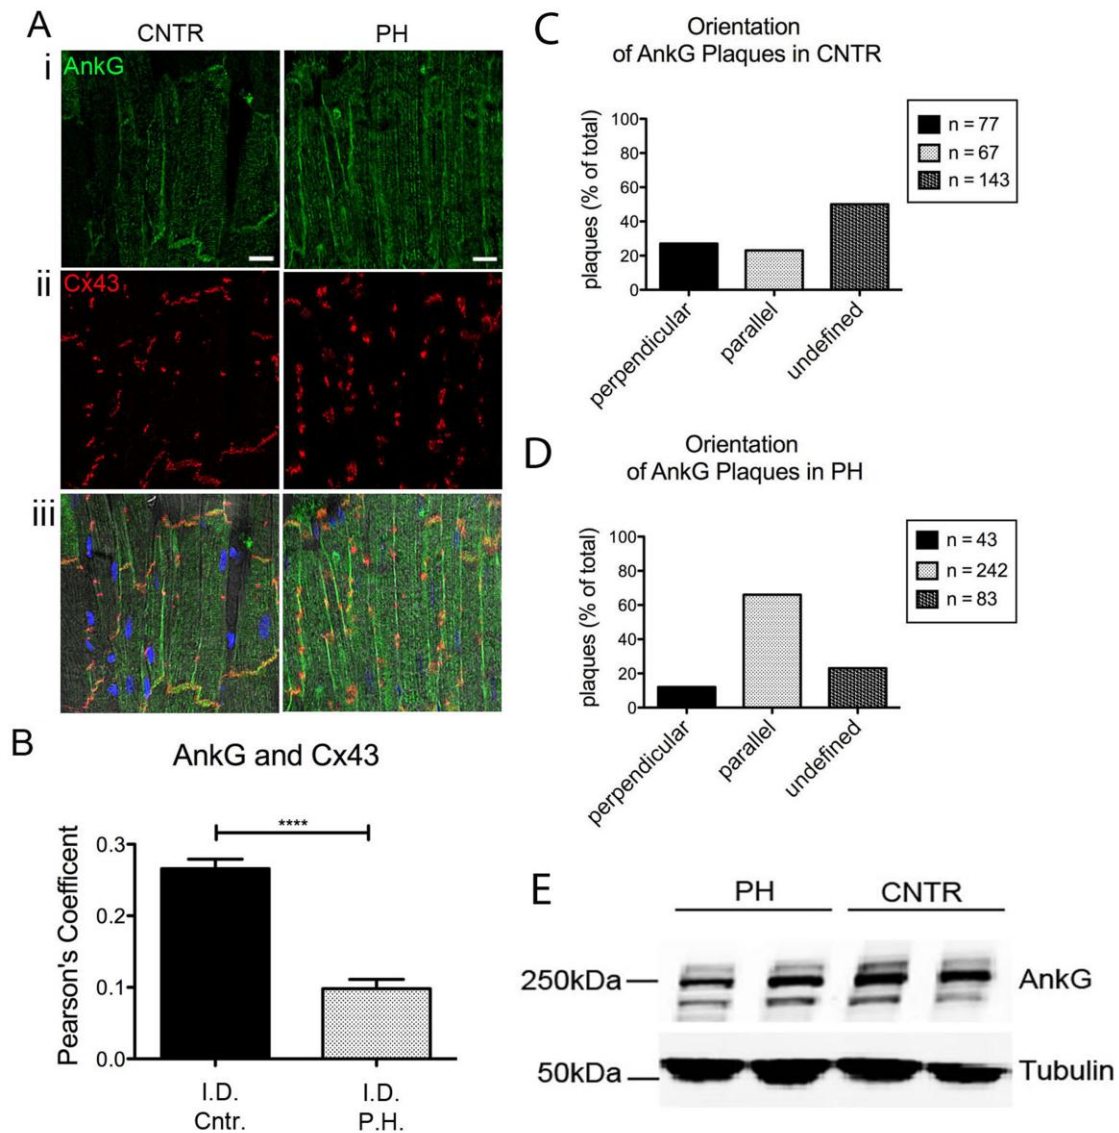 A
CNTR
PH
i
AnkG
ii
Cx43
iii
B
AnkG and Cx43
****
Pearson's Coefficent
0.3
0.2
0.1
0.0
I.D.
Cntr.
I.D.
P.H.
C
Orientation
of AnkG Plaques in CNTR
plaques (% of total)
100
80
60
40
20
0
perpendicular
parallel
undefined
n = 77
n = 67
n = 143
D
Orientation
of AnkG Plaques in PH
plaques (% of total)
100
80
60
40
20
0
perpendicular
parallel
undefined
n = 43
n = 242
n = 83
E
PH
CNTR
250kDa
AnkG
50kDa
Tubulin